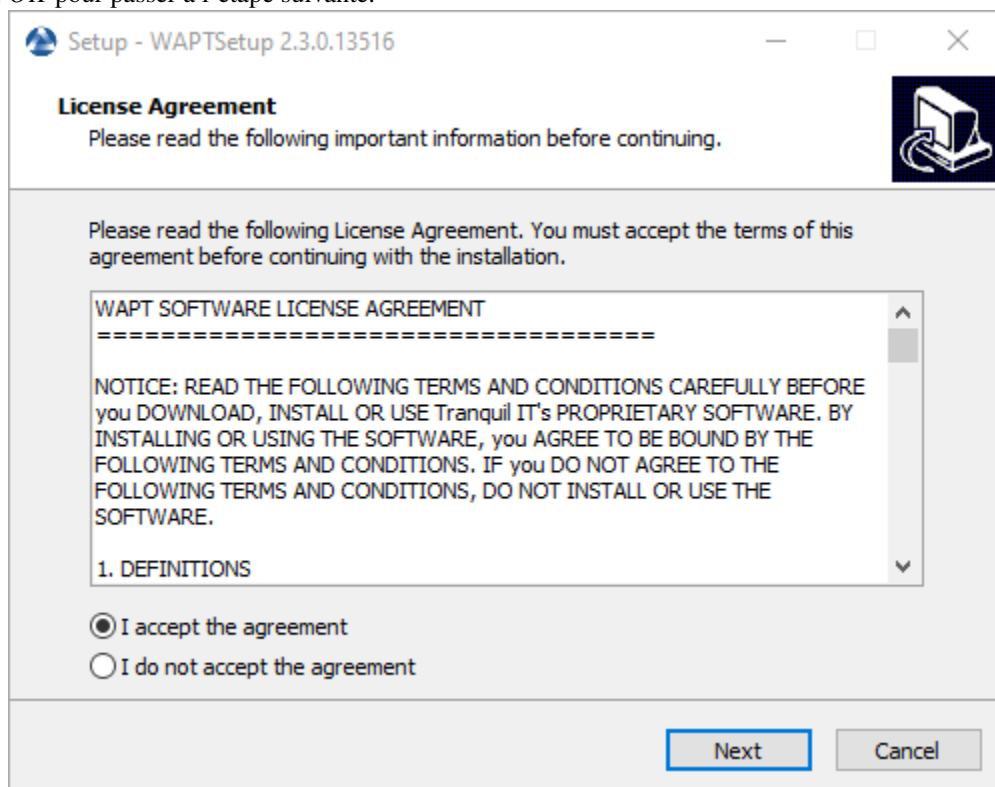 pour passer à l'étape suivante.
Setup - WAPTSetup 2.3.0.13516
License Agreement
Please read the following important information before continuing.
Please read the following License Agreement. You must accept the terms of this
agreement before continuing with the installation.
WAPT SOFTWARE LICENSE AGREEMENT
===================================
NOTICE: READ THE FOLLOWING TERMS AND CONDITIONS CAREFULLY BEFORE
you DOWNLOAD, INSTALL OR USE Tranquil IT's PROPRIETARY SOFTWARE. BY
INSTALLING OR USING THE SOFTWARE, you AGREE TO BE BOUND BY THE
FOLLOWING TERMS AND CONDITIONS. IF you DO NOT AGREE TO THE
FOLLOWING TERMS AND CONDITIONS, DO NOT INSTALL OR USE THE
SOFTWARE.
1. DEFINITIONS
I accept the agreement
I do not accept the agreement
Next
Cancel